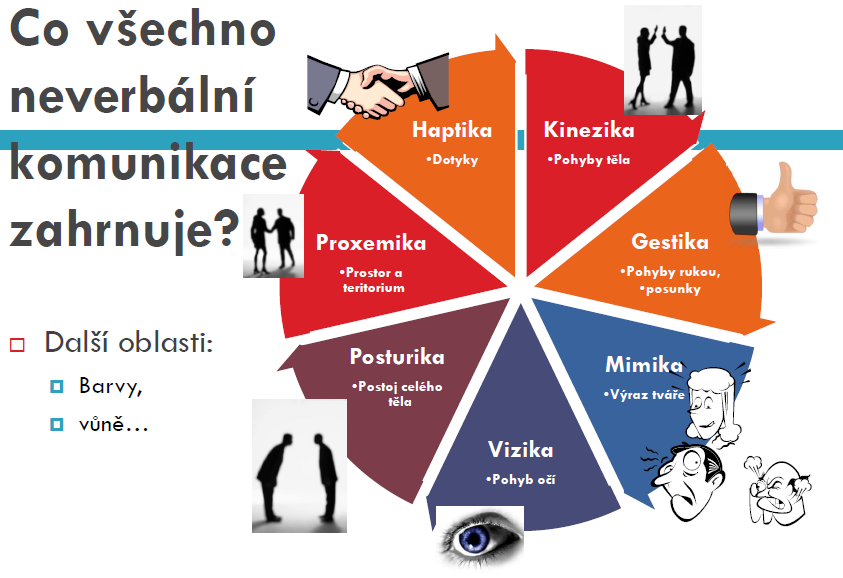 Co všechno
neverbální
komunikace
zahrnuje?
Další oblasti:
Barvy,
vůně...
Haptika
•Dotyky
Kinezika
•Pohyby těla
Gestika
•Pohyby rukou,
•posunky
Mimika
•Výraz tváře
Vizika
•Pohyb očí
Posturika
•Postoj celého
těla
Proxemika
•Prostor a
teritorium